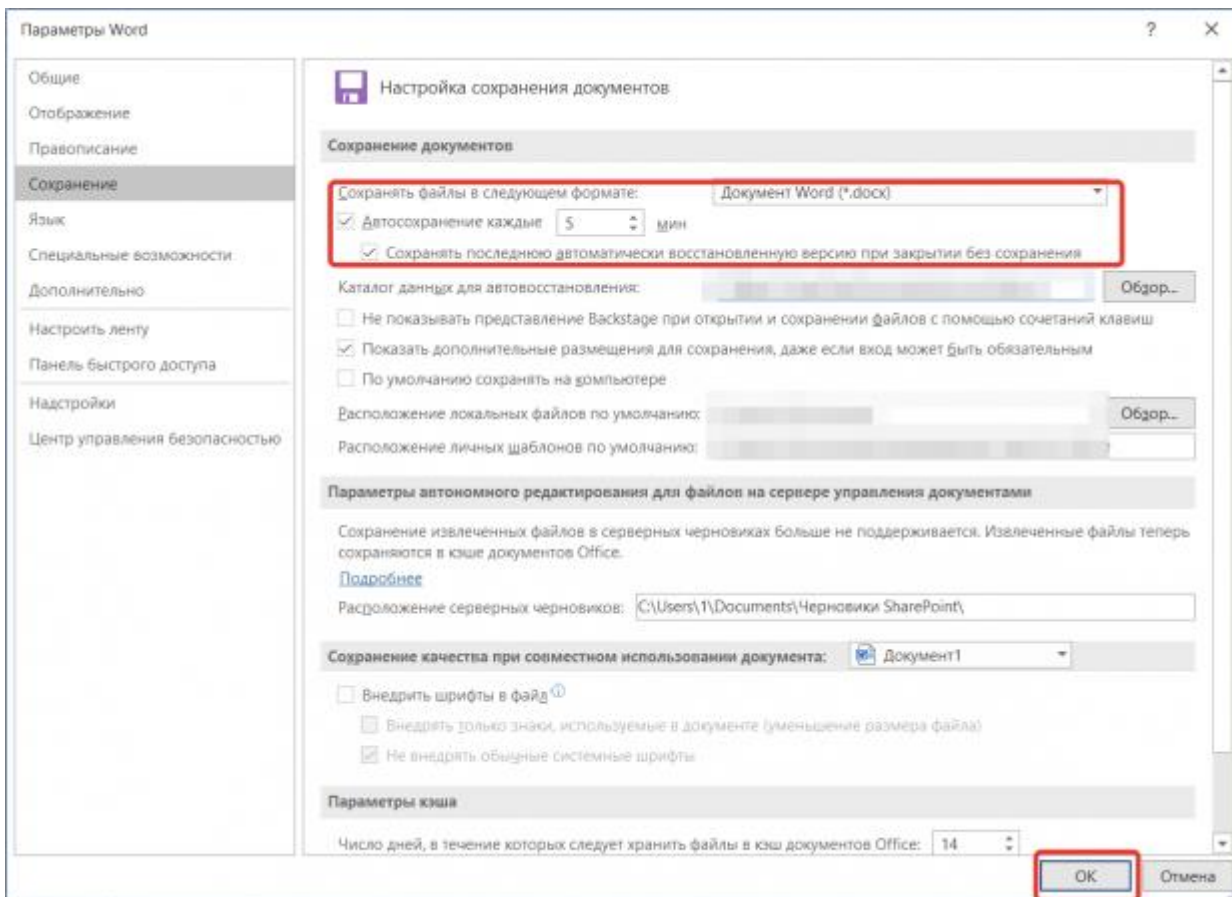 Параметры Word
?
Общие
Отображение
Правописание
Сохранение
Язык
Специальные возможности
Дополнительно
Настроить ленту
Панель быстрого доступа
Надстройки
Центр управления безопасностью
Настройка сохранения документов
Сохранение документов
Сохранять файлы в следующем формате: Документ Word (*.docx)
Автосохранение каждые 5 мин
Сохранять последнюю автоматически восстановленную версию при закрытии без сохранения
Каталог данных для автовосстановления: Обзор...
Не показывать представление Backstage при открытии и сохранении файлов с помощью сочетаний клавиш
Показать дополнительные размещения для сохранения, даже если вход может быть обязательным
По умолчанию сохранять на компьютере
Расположение локальных файлов по умолчанию: Обзор...
Расположение личных шаблонов по умолчанию:
Параметры автономного редактирования для файлов на сервере управления документами
Сохранение извлеченных файлов в серверных черновиках больше не поддерживается. Извлеченные файлы теперь
сохраняются в кэше документов Office.
Подробнее
Расположение серверных черновиков: C:\Users\1\Documents\Черновики SharePoint\
Сохранение качества при совместном использовании документа: Документ1
Внедрить шрифты в файл
Внедрять только знаки, используемые в документе (уменьшение размера файла)
Не внедрять обычные системные шрифты
Параметры кэша
Число дней, в течение которых следует хранить файлы в кэш документов Office: 14
ОК
Отмена